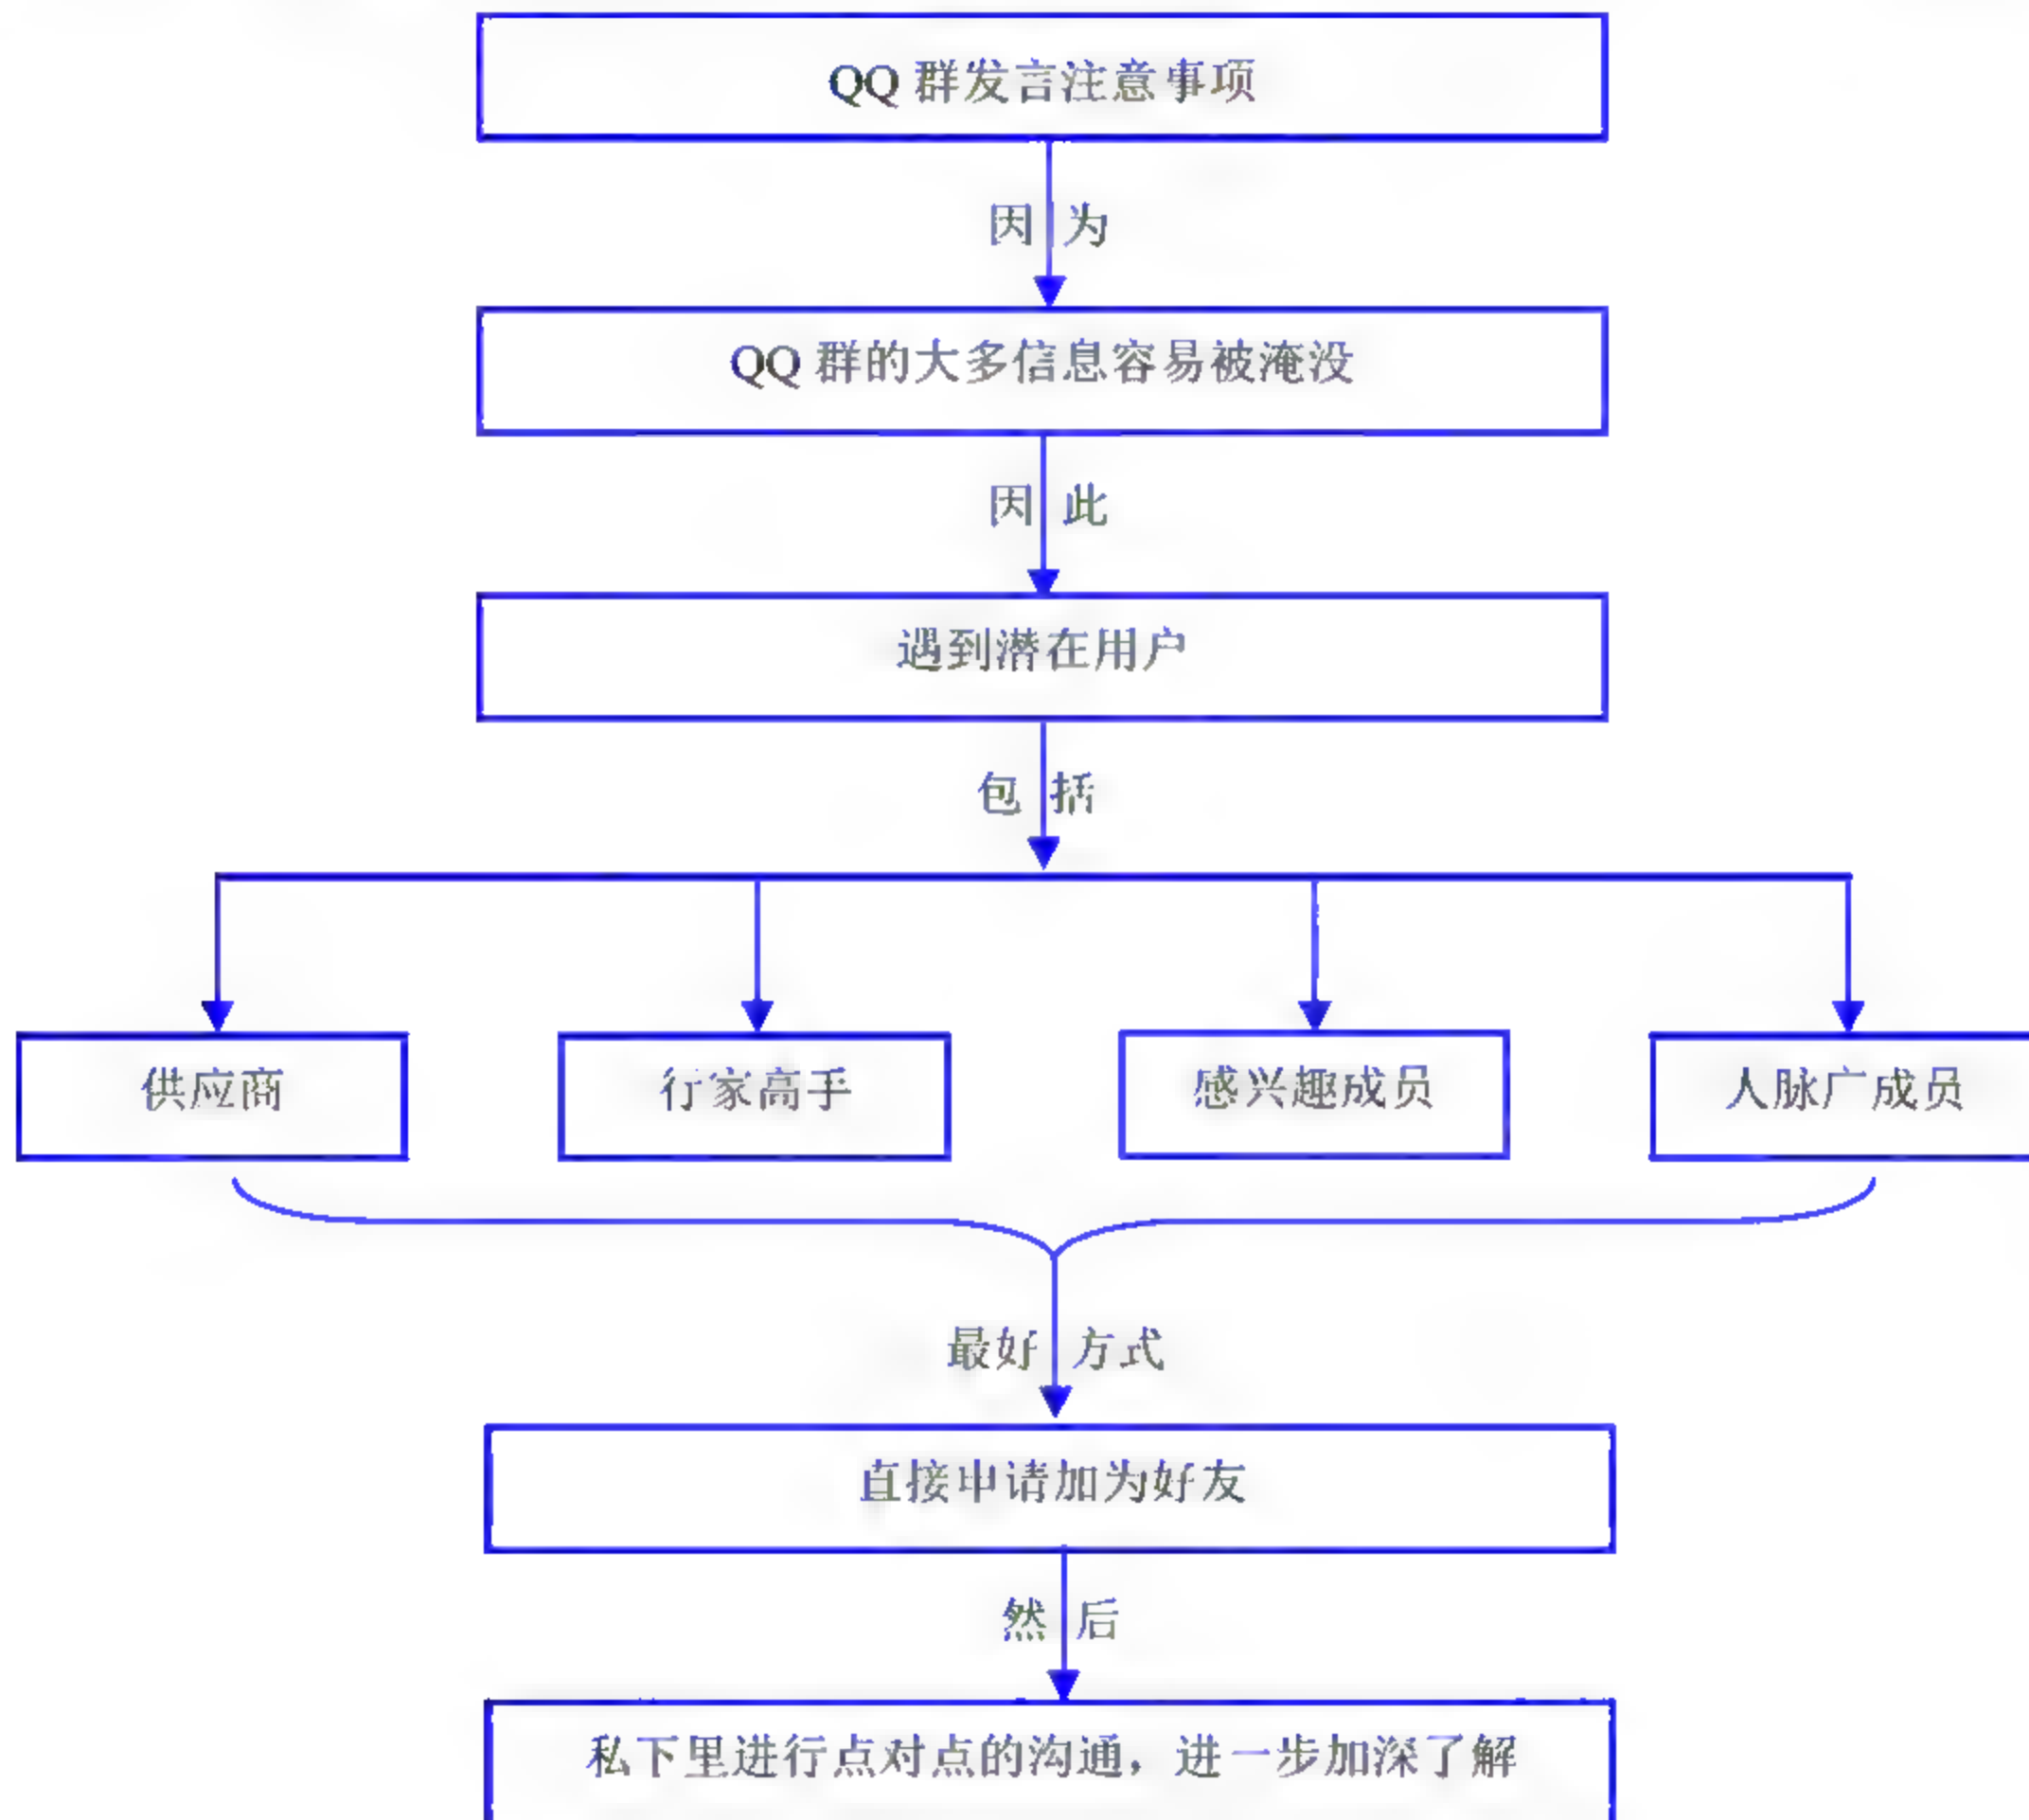 QQ 群发言注意事项
因为
QQ 群的大多信息容易被淹没
因此
遇到潜在用户
包括
供应商
行家高手
感兴趣成员
人脉广成员
最好方式
直接申请加为好友
然后
私下里进行点对点的沟通，进一步加深了解